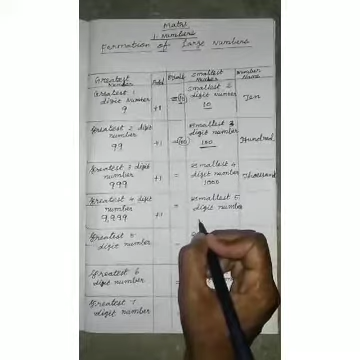 Maths
1. Numbers
Formation of Large Numbers
Greatest Number Add Result Smallest Number Number Name
Greatest 1 digit Number 9 +1 = 10 Smallest 2 digit number 10 Ten
Greatest 2 digit number 99 +1 = 100 Smallest 3 digit number 100 Hundred
Greatest 3 digit number 999 +1 = Smallest 4 digit number 1000 Thousand
Greatest 4 digit number 9,999 +1 = Smallest 5 digit number
Greatest 5 digit number =
Greatest 6 digit number
Greatest 7 digit number